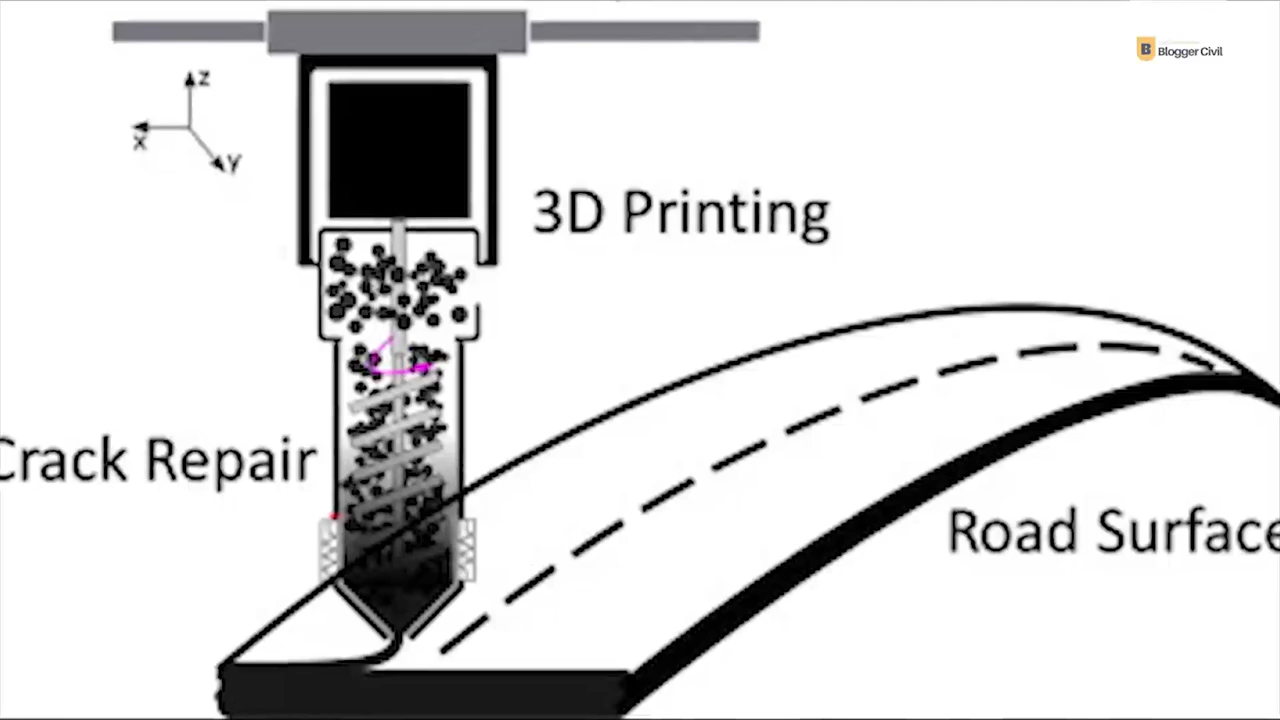 B Blogger Civil
z
x
y
3D Printing
Crack Repair
Road Surface